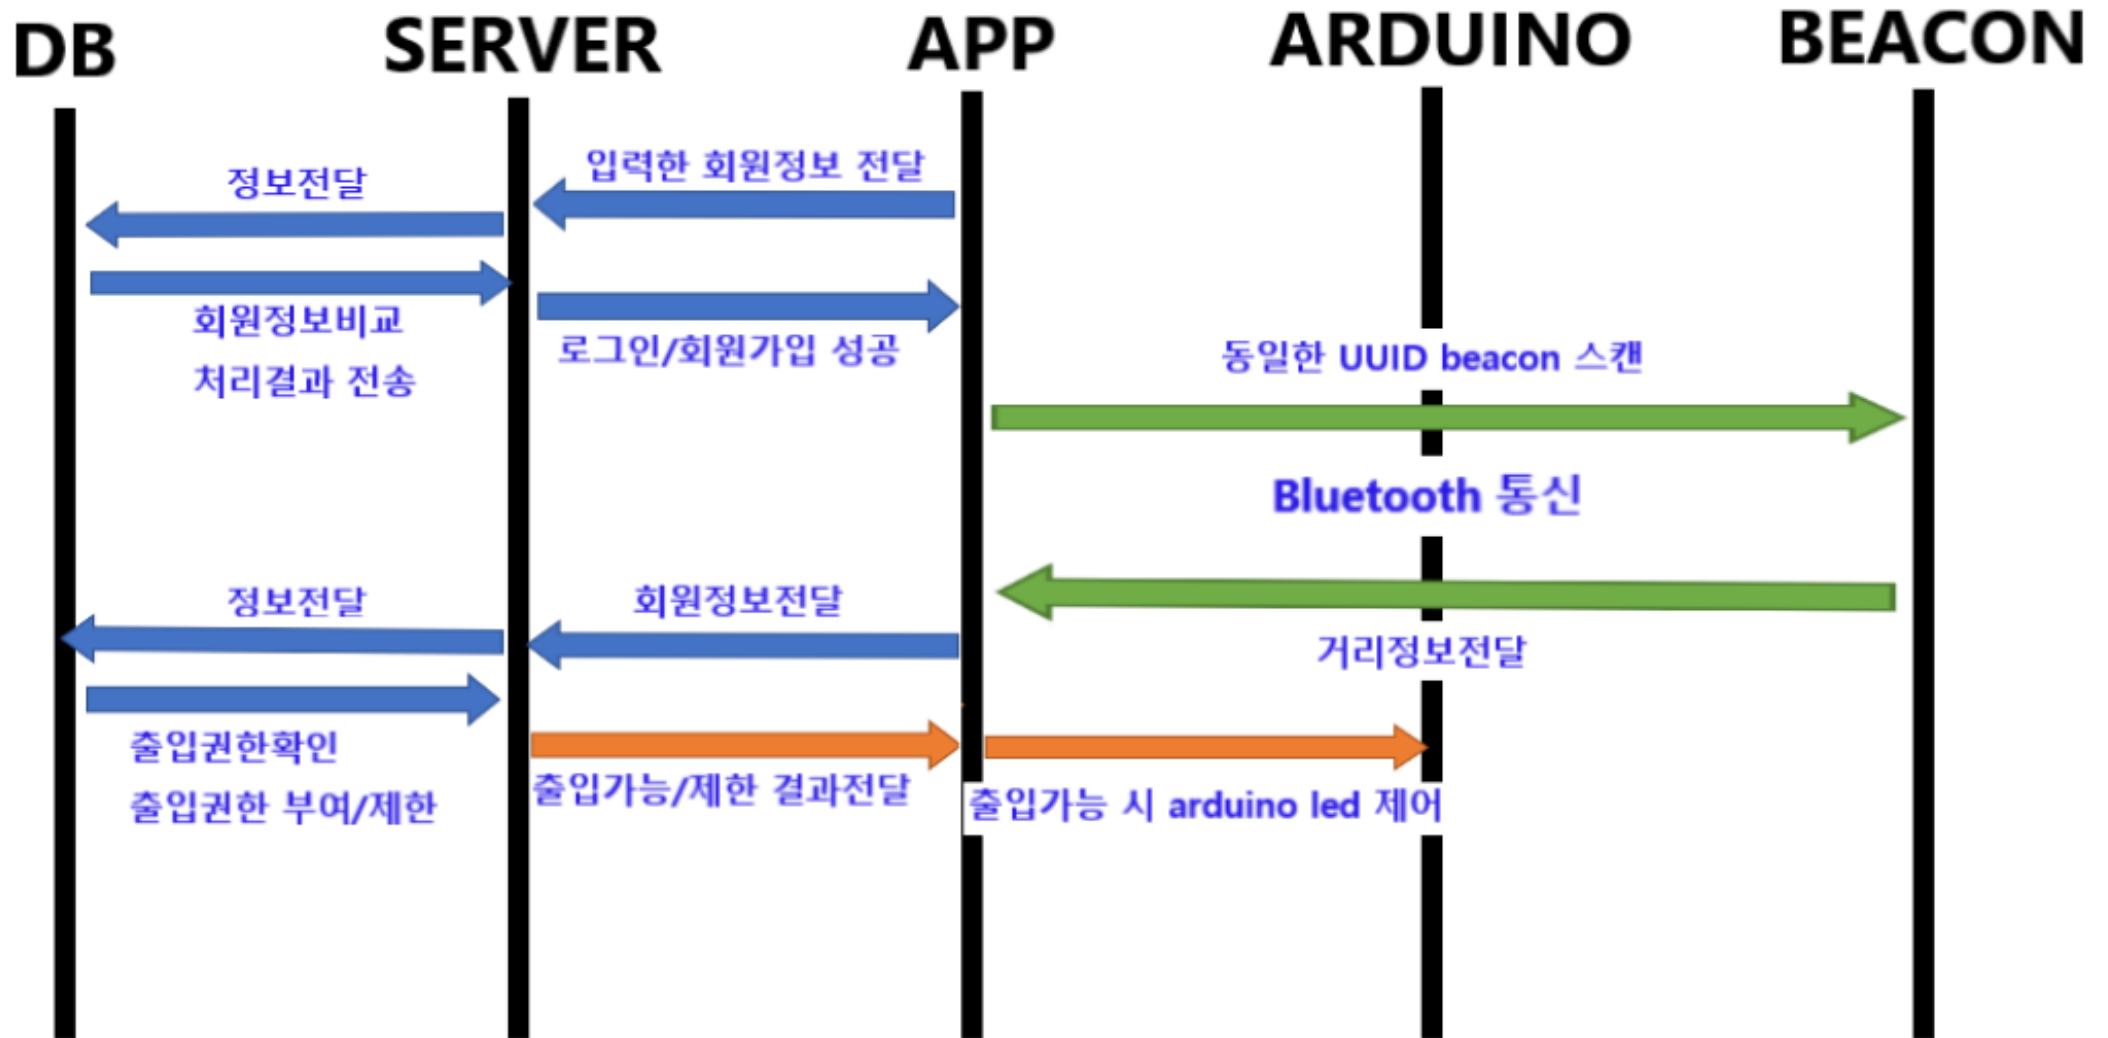 DB
SERVER
APP
ARDUINO
BEACON
입력한 회원정보 전달
정보전달
회원정보비교
처리결과 전송
로그인/회원가입 성공
동일한 UUID beacon 스캔
Bluetooth 통신
거리정보전달
회원정보전달
정보전달
출입권한확인
출입권한 부여/제한
출입가능/제한 결과전달
출입가능 시 arduino led 제어